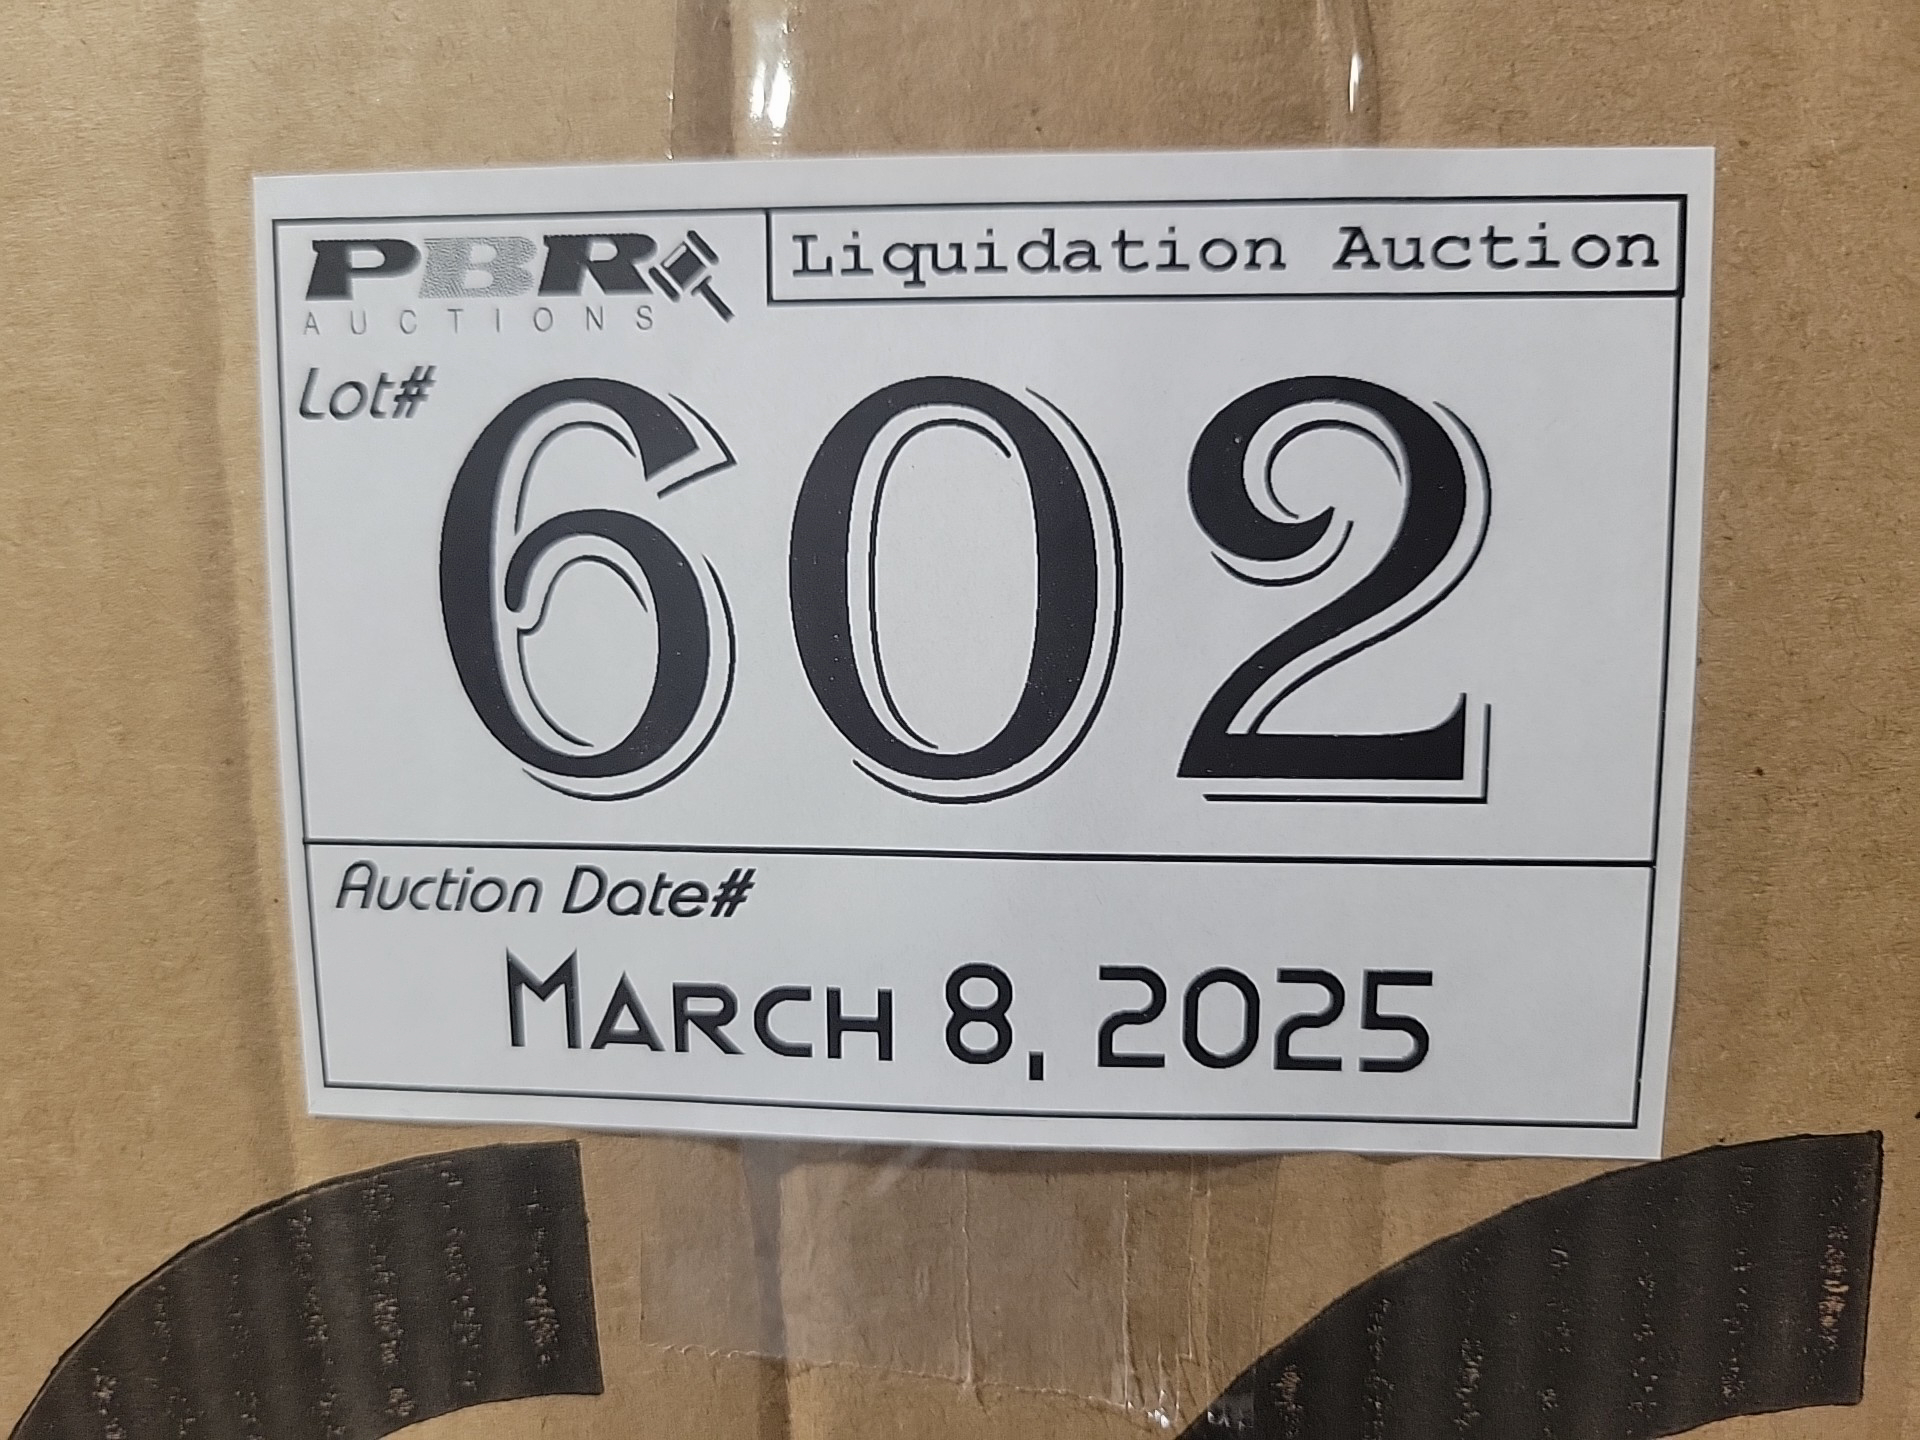 PBR
AUCTIONS
Liquidation Auction
Lot#
602
Auction Date#
March 8, 2025